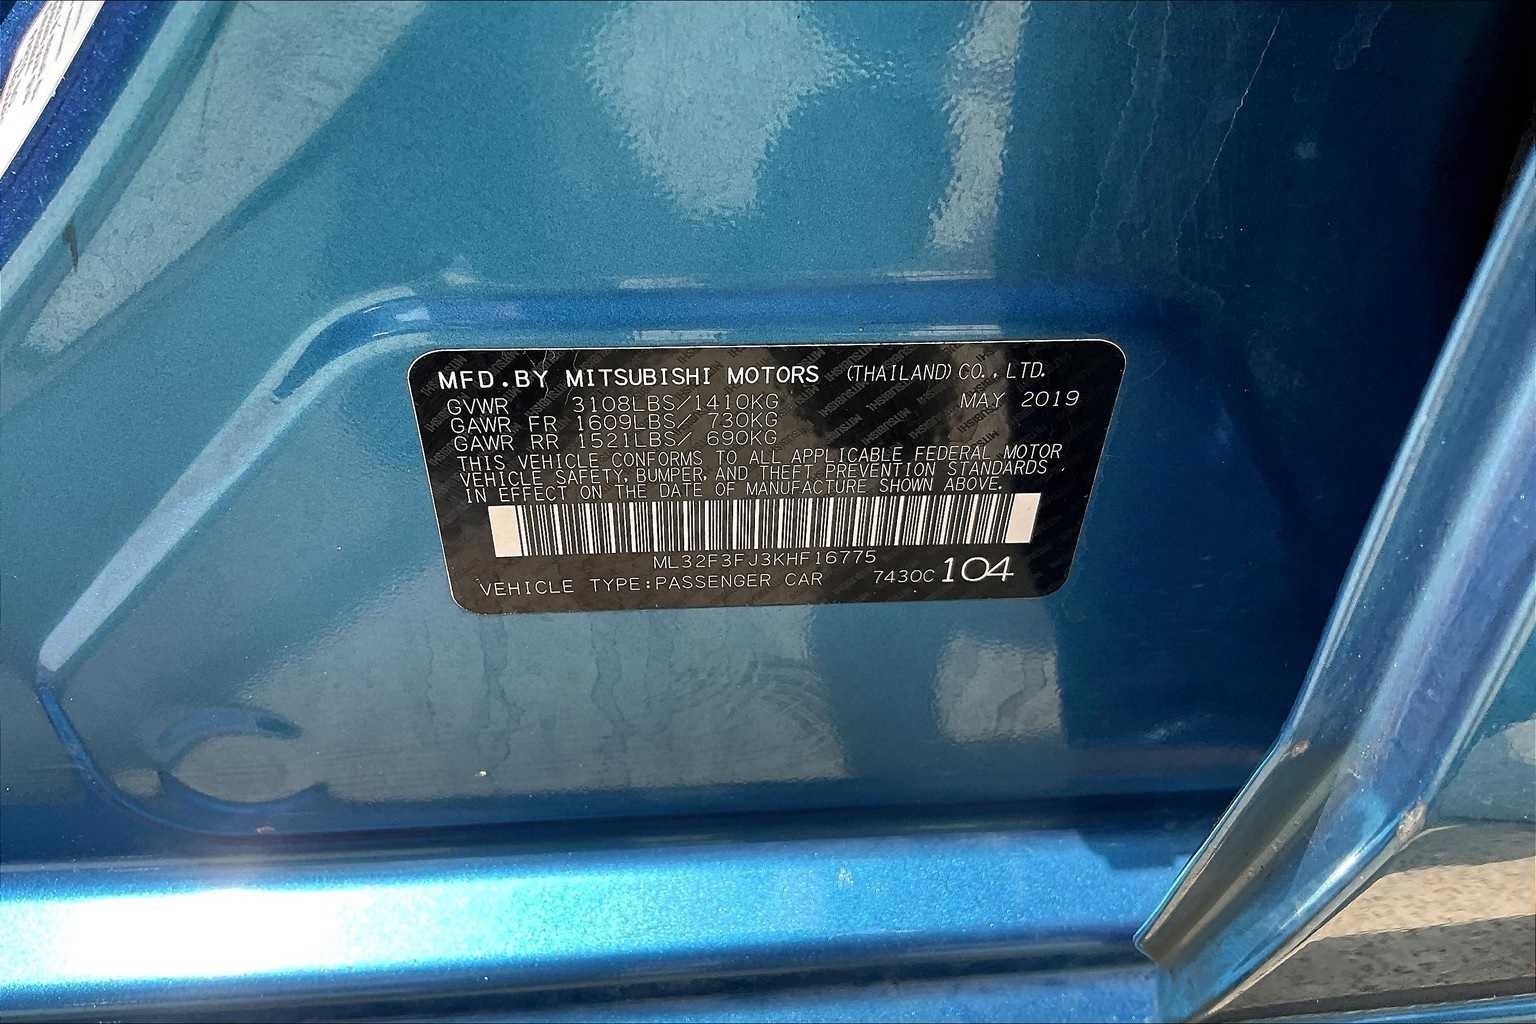 MFD.BY MITSUBISHI MOTORS (THAILAND)CO.,LTD.
GVWR 3108LBS/1410KG MAY 2019
GAWR FR 1609LBS/ 730KG
GAWR RR 1521LBS/ 690KG
THIS VEHICLE CONFORMS TO ALL APPLICABLE FEDERAL MOTOR
VEHICLE SAFETY, BUMPER, AND THEFT PREVENTION STANDARDS
IN EFFECT ON THE DATE OF MANUFACTURE SHOWN ABOVE.
ML32F3FJ3KHF16775
VEHICLE TYPE:PASSENGER CAR 7430C 104